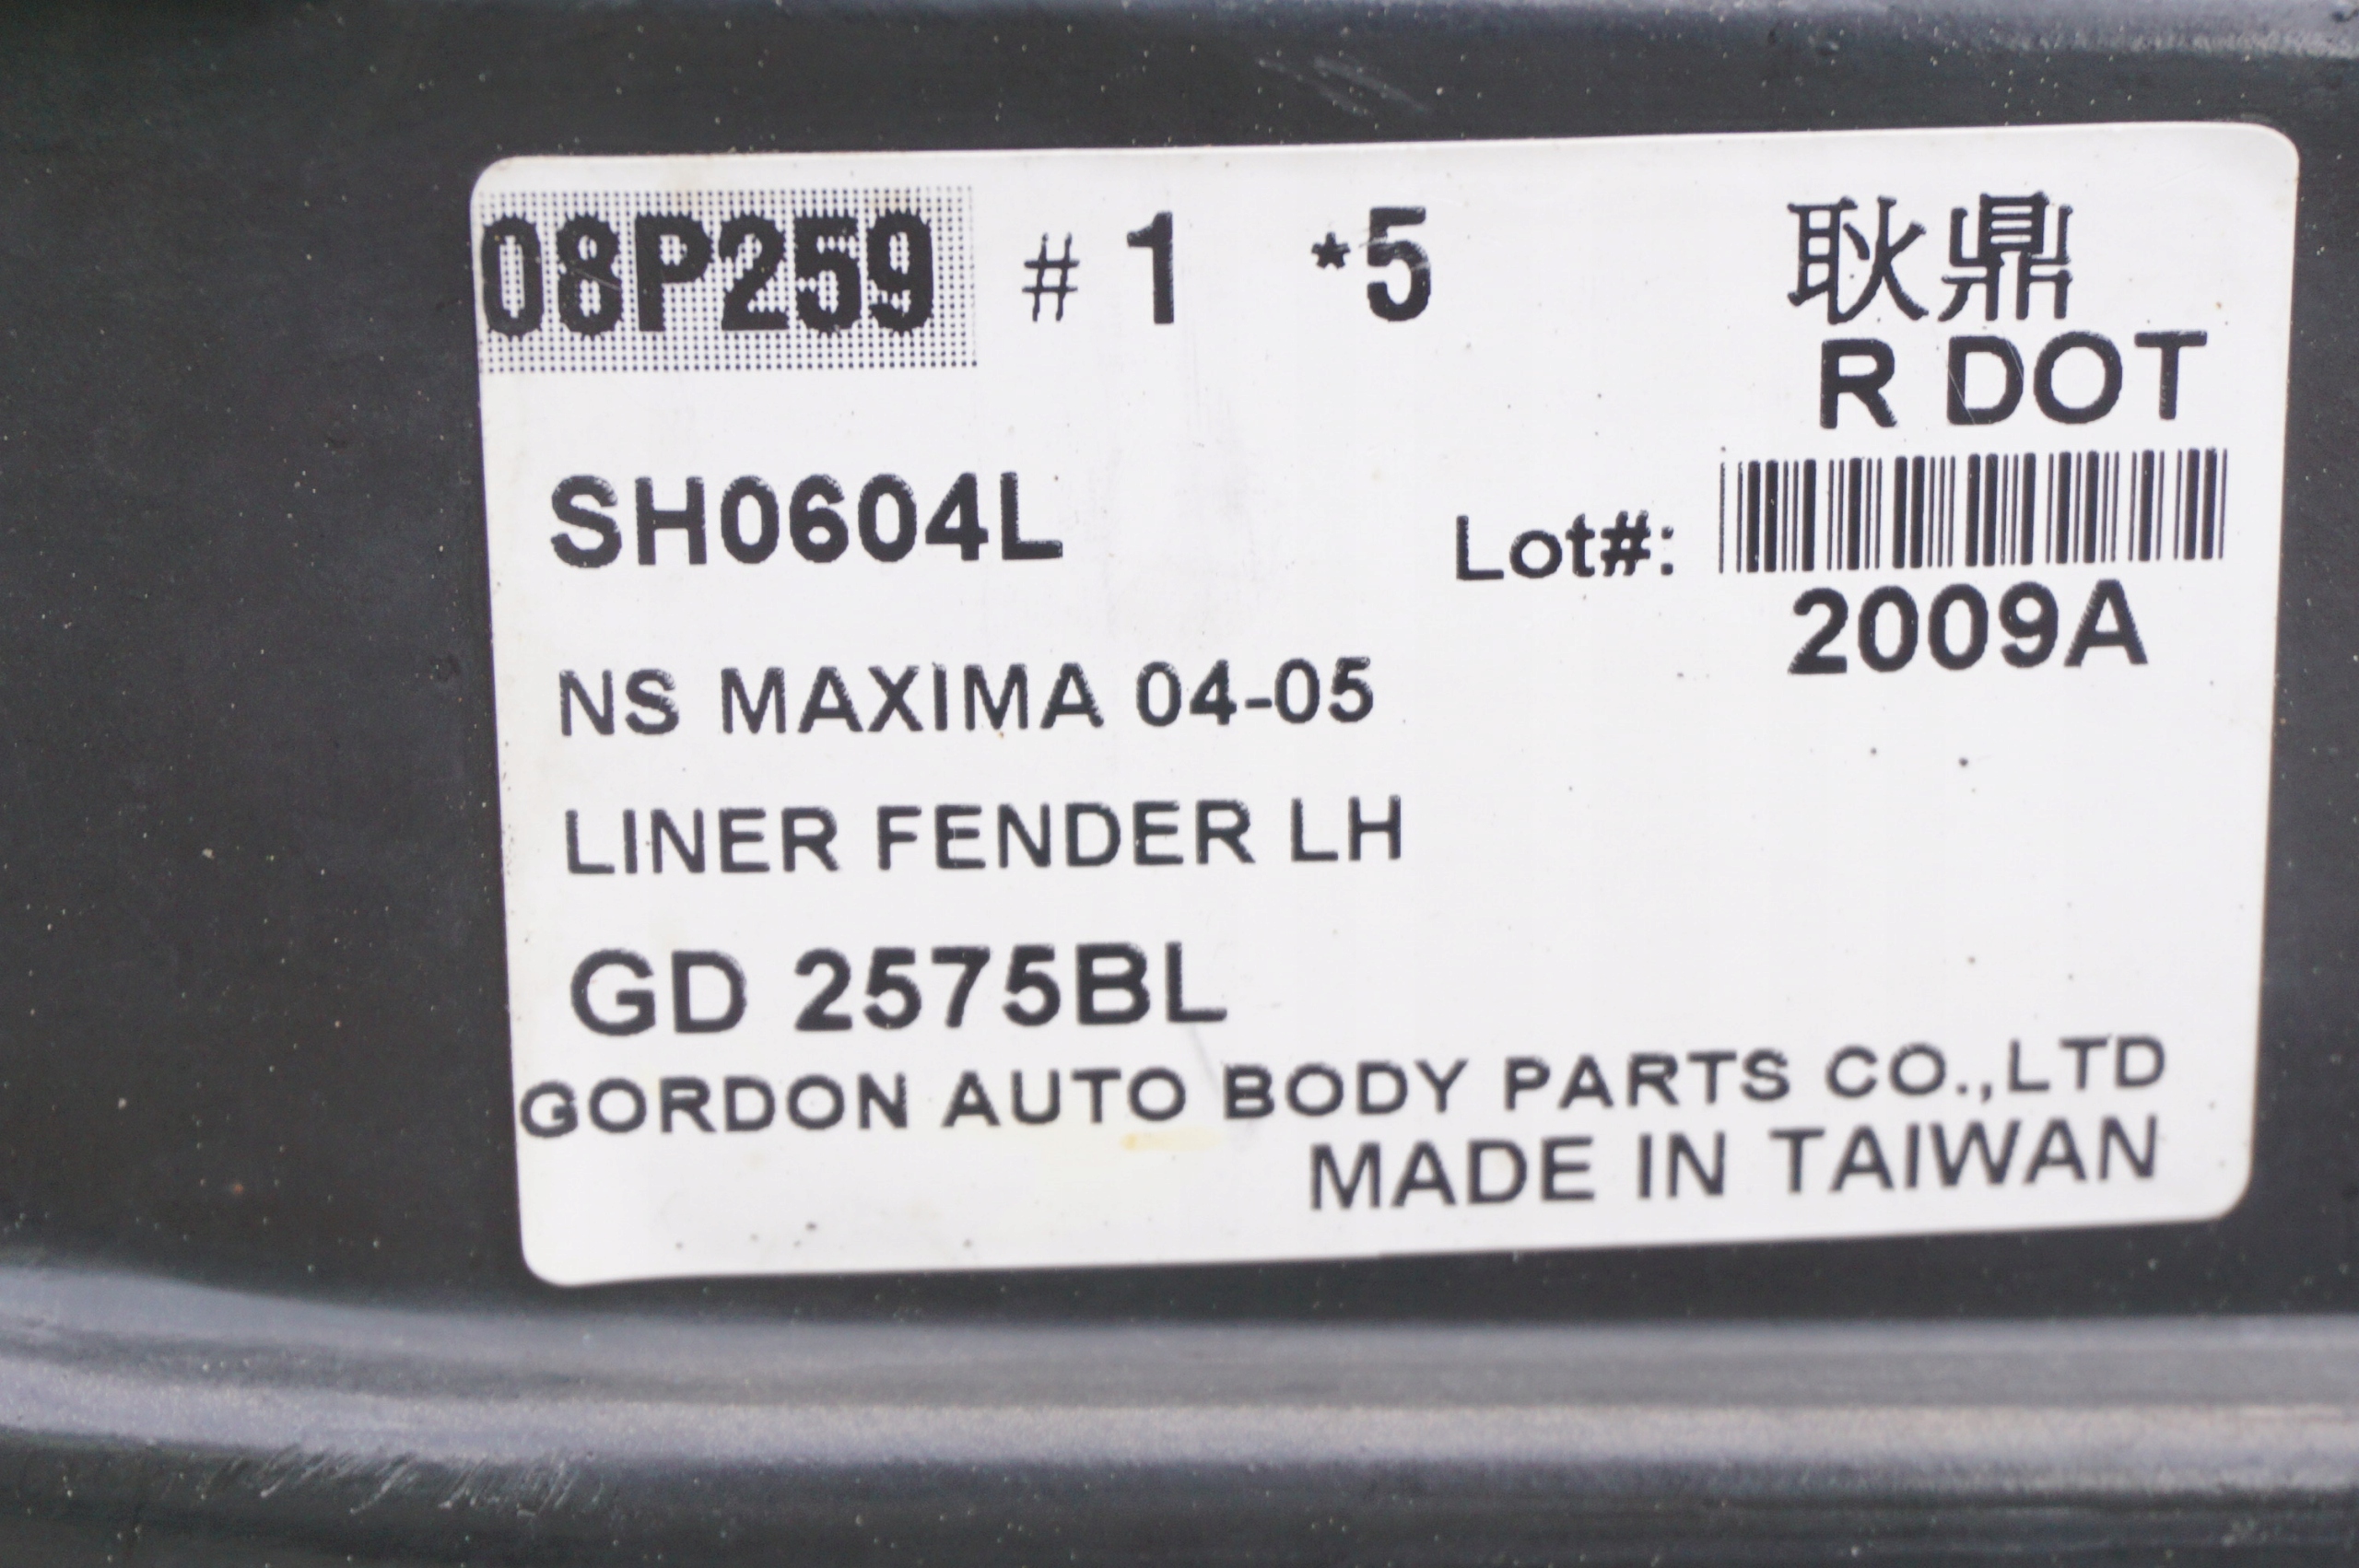 08P259 # 1 *5 耿鼎
R DOT
SH0604L
Lot#:
2009A
NS MAXIMA 04-05
LINER FENDER LH
GD 2575BL
GORDON AUTO BODY PARTS CO.,LTD
MADE IN TAIWAN